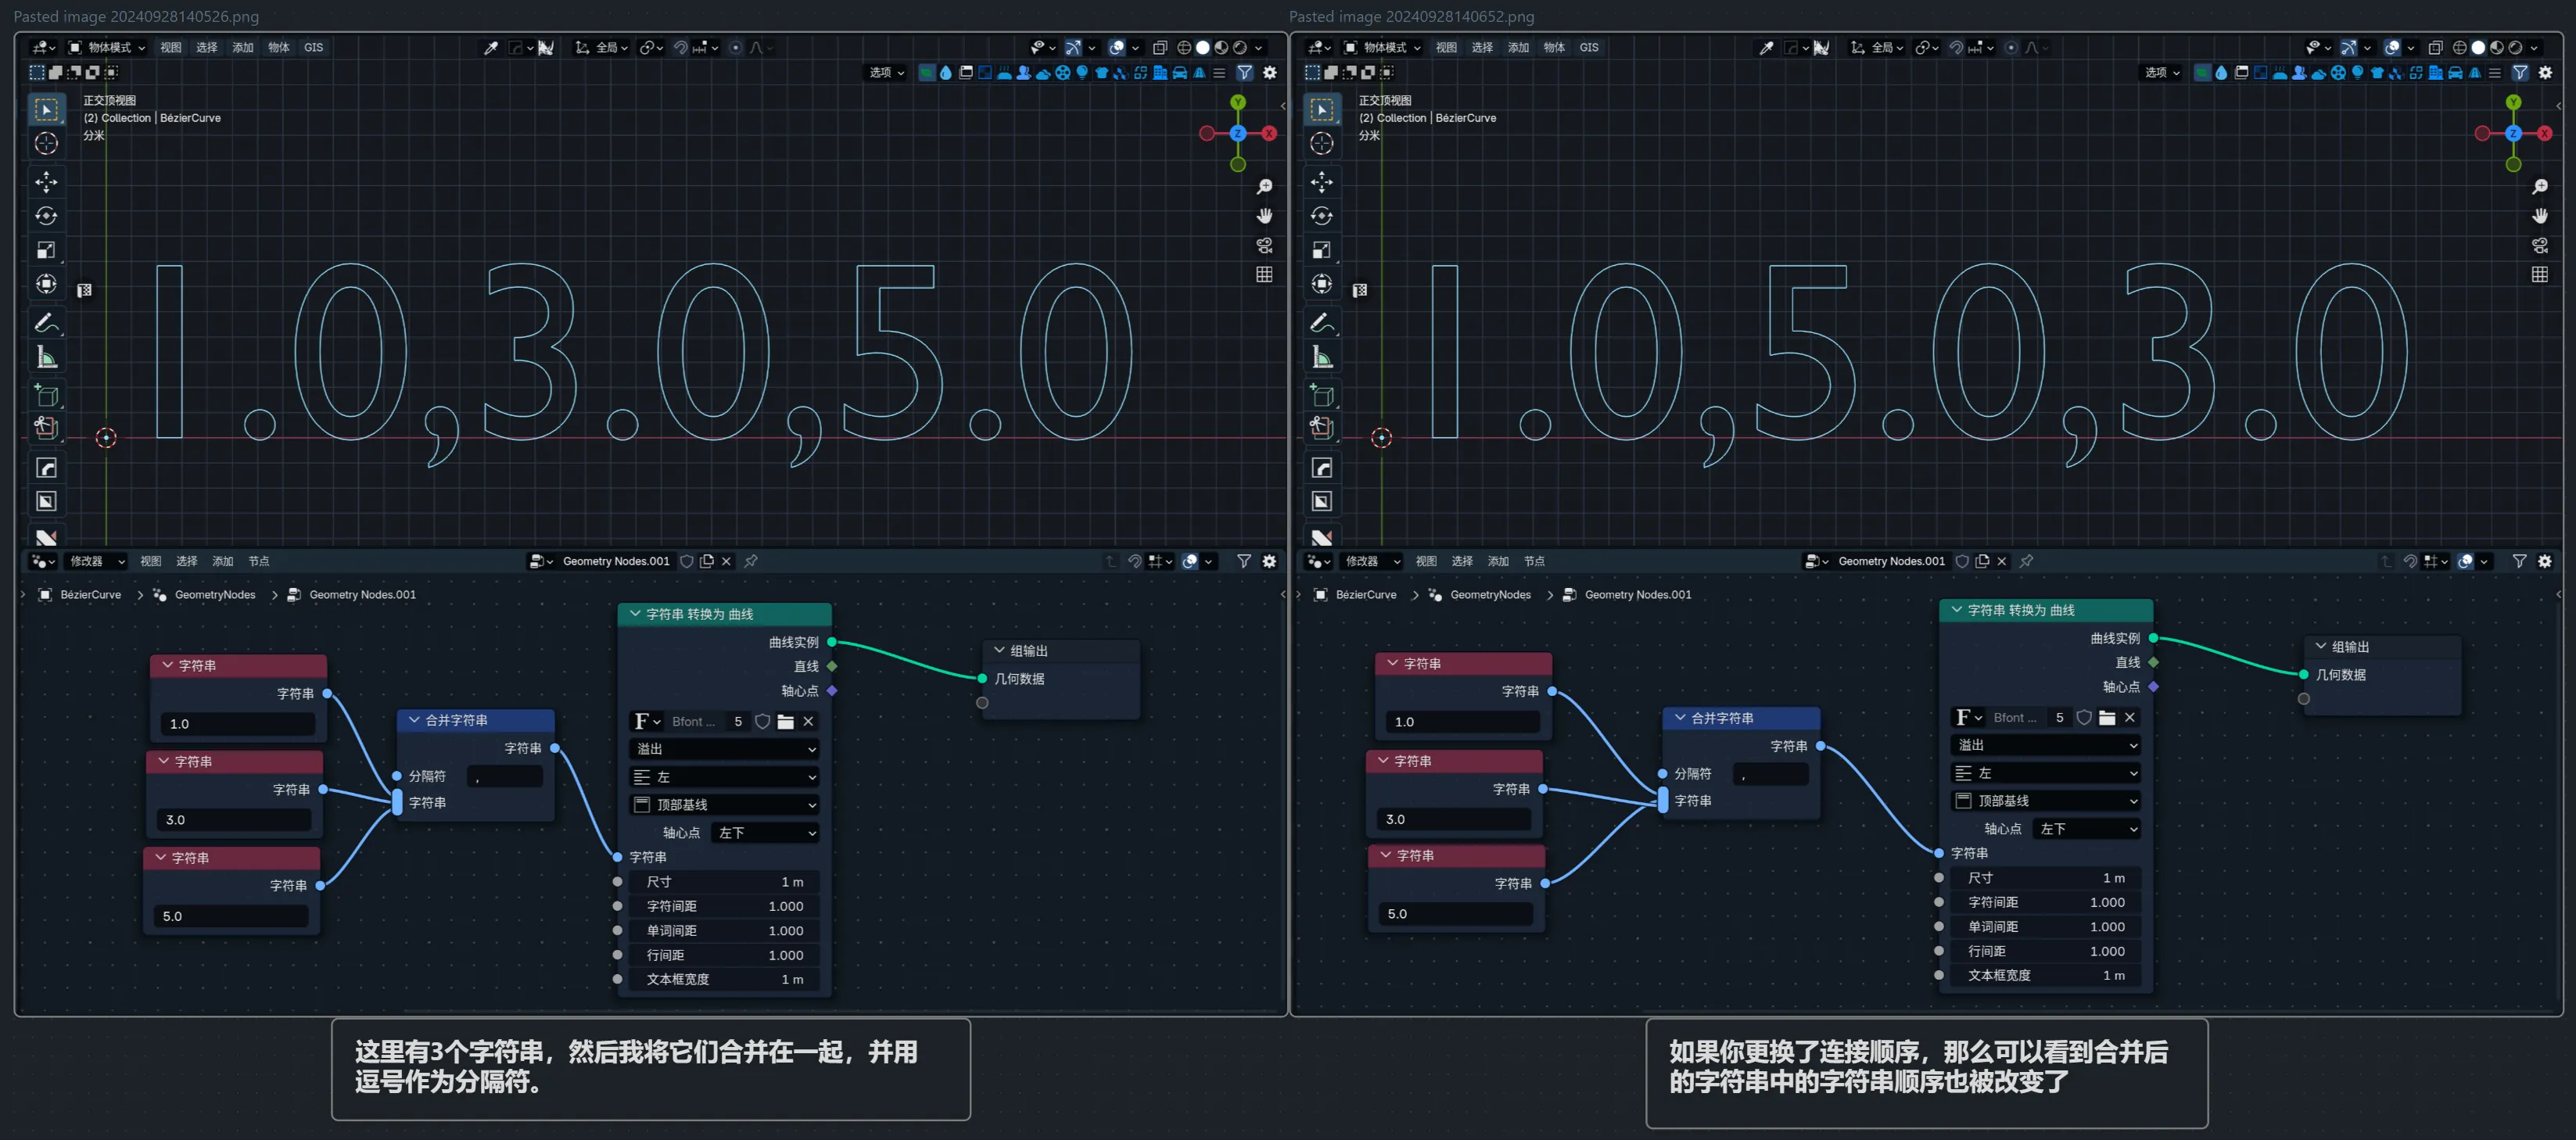 Pasted image 20240928140526.png
物体模式 视图 选择 添加 物体 GIS 全局
选项
正交顶视图
(2) Collection | BézierCurve
分米
Y
Z
X
1.0,3.0,5.0
修改器 视图 选择 添加 节点 Geometry Nodes.001
BézierCurve > GeometryNodes > Geometry Nodes.001
字符串
字符串
1.0
字符串
字符串
3.0
字符串
字符串
5.0
合并字符串
字符串
分隔符 ,
字符串
字符串 转换为 曲线
曲线实例
直线
轴心点
F Bfont ... 5
溢出
左
顶部基线
轴心点 左下
字符串
尺寸 1 m
字符间距 1.000
单词间距 1.000
行间距 1.000
文本框宽度 1 m
组输出
几何数据
这里有3个字符串，然后我将它们合并在一起，并用
逗号作为分隔符。
Pasted image 20240928140652.png
物体模式 视图 选择 添加 物体 GIS 全局
选项
正交顶视图
(2) Collection | BézierCurve
分米
Y
Z
X
1.0,5.0,3.0
修改器 视图 选择 添加 节点 Geometry Nodes.001
BézierCurve > GeometryNodes > Geometry Nodes.001
字符串
字符串
1.0
字符串
字符串
3.0
字符串
字符串
5.0
合并字符串
字符串
分隔符 ,
字符串
字符串 转换为 曲线
曲线实例
直线
轴心点
F Bfont ... 5
溢出
左
顶部基线
轴心点 左下
字符串
尺寸 1 m
字符间距 1.000
单词间距 1.000
行间距 1.000
文本框宽度 1 m
组输出
几何数据
如果你更换了连接顺序，那么可以看到合并后
的字符串中的字符串顺序也被改变了